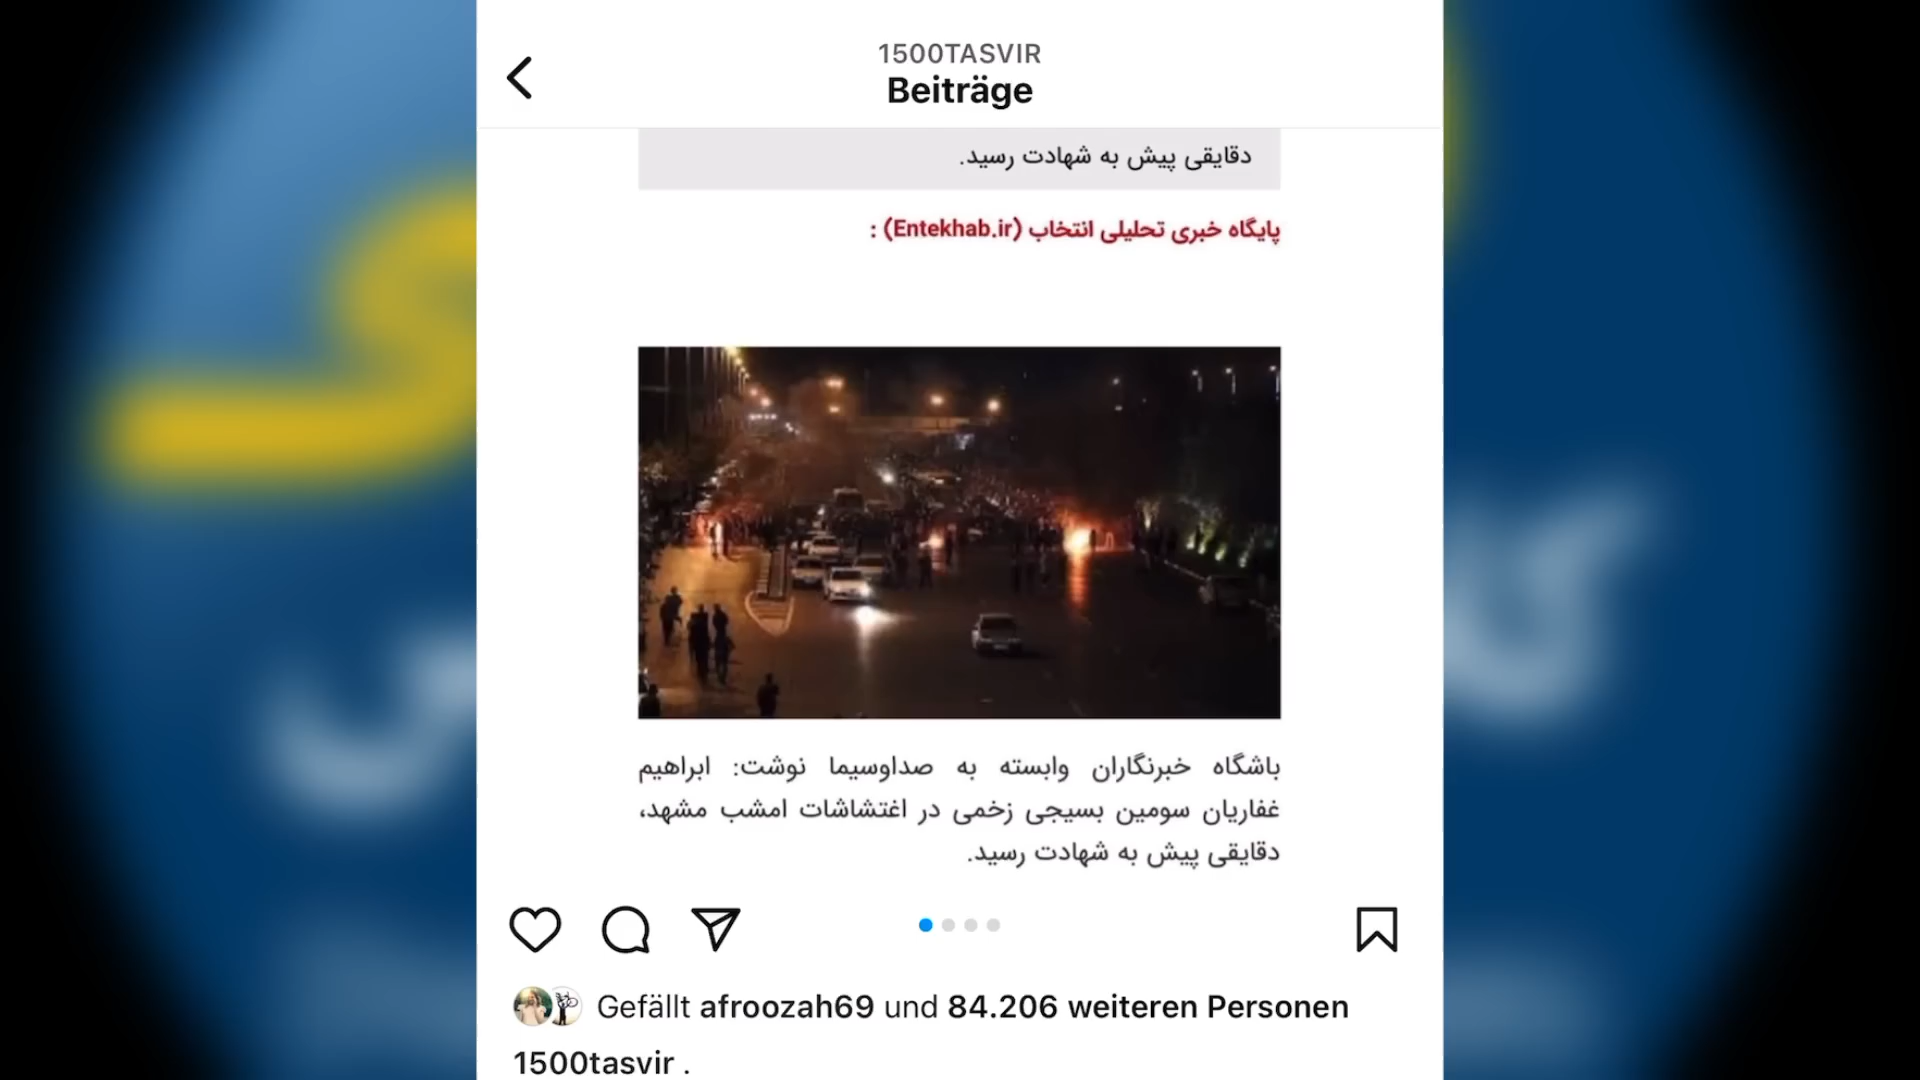 1500TASVIR
Beiträge
دقایقی پیش به شهادت رسید.
پایگاه خبری تحلیلی انتخاب (Entekhab.ir) :
باشگاه خبرنگاران وابسته به صداوسیما نوشت: ابراهیم
غفاریان سومین بسیجی زخمی در اغتشاشات امشب مشهد،
دقایقی پیش به شهادت رسید.
Gefällt afroozah69 und 84.206 weiteren Personen
1500tasvir .